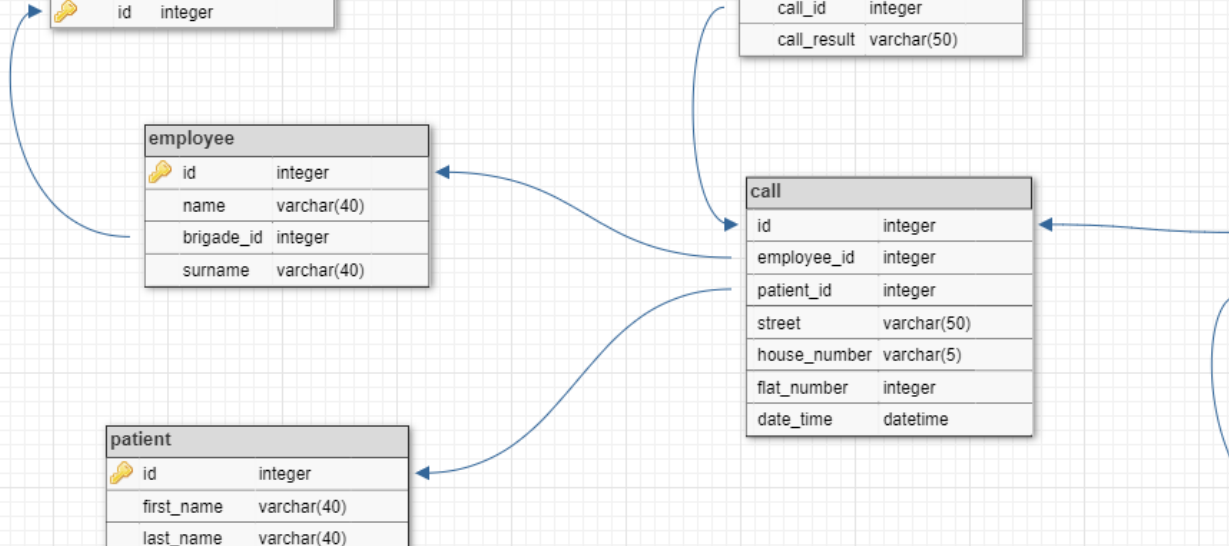 id integer
call_id integer
call_result varchar(50)
employee
id integer
name varchar(40)
brigade_id integer
surname varchar(40)
call
id integer
employee_id integer
patient_id integer
street varchar(50)
house_number varchar(5)
flat_number integer
date_time datetime
patient
id integer
first_name varchar(40)
last_name varchar(40)